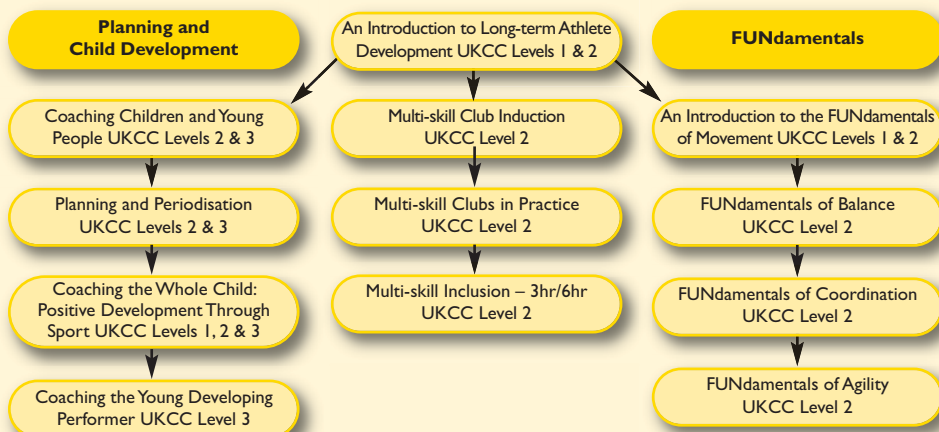 Planning and
Child Development
An Introduction to Long-term Athlete
Development UKCC Levels 1 & 2
FUNdamentals
Coaching Children and Young
People UKCC Levels 2 & 3
Multi-skill Club Induction
UKCC Level 2
An Introduction to the FUNdamentals
of Movement UKCC Levels 1 & 2
Planning and Periodisation
UKCC Levels 2 & 3
Multi-skill Clubs in Practice
UKCC Level 2
FUNdamentals of Balance
UKCC Level 2
Coaching the Whole Child:
Positive Development Through
Sport UKCC Levels 1, 2 & 3
Multi-skill Inclusion – 3hr/6hr
UKCC Level 2
FUNdamentals of Coordination
UKCC Level 2
Coaching the Young Developing
Performer UKCC Level 3
FUNdamentals of Agility
UKCC Level 2